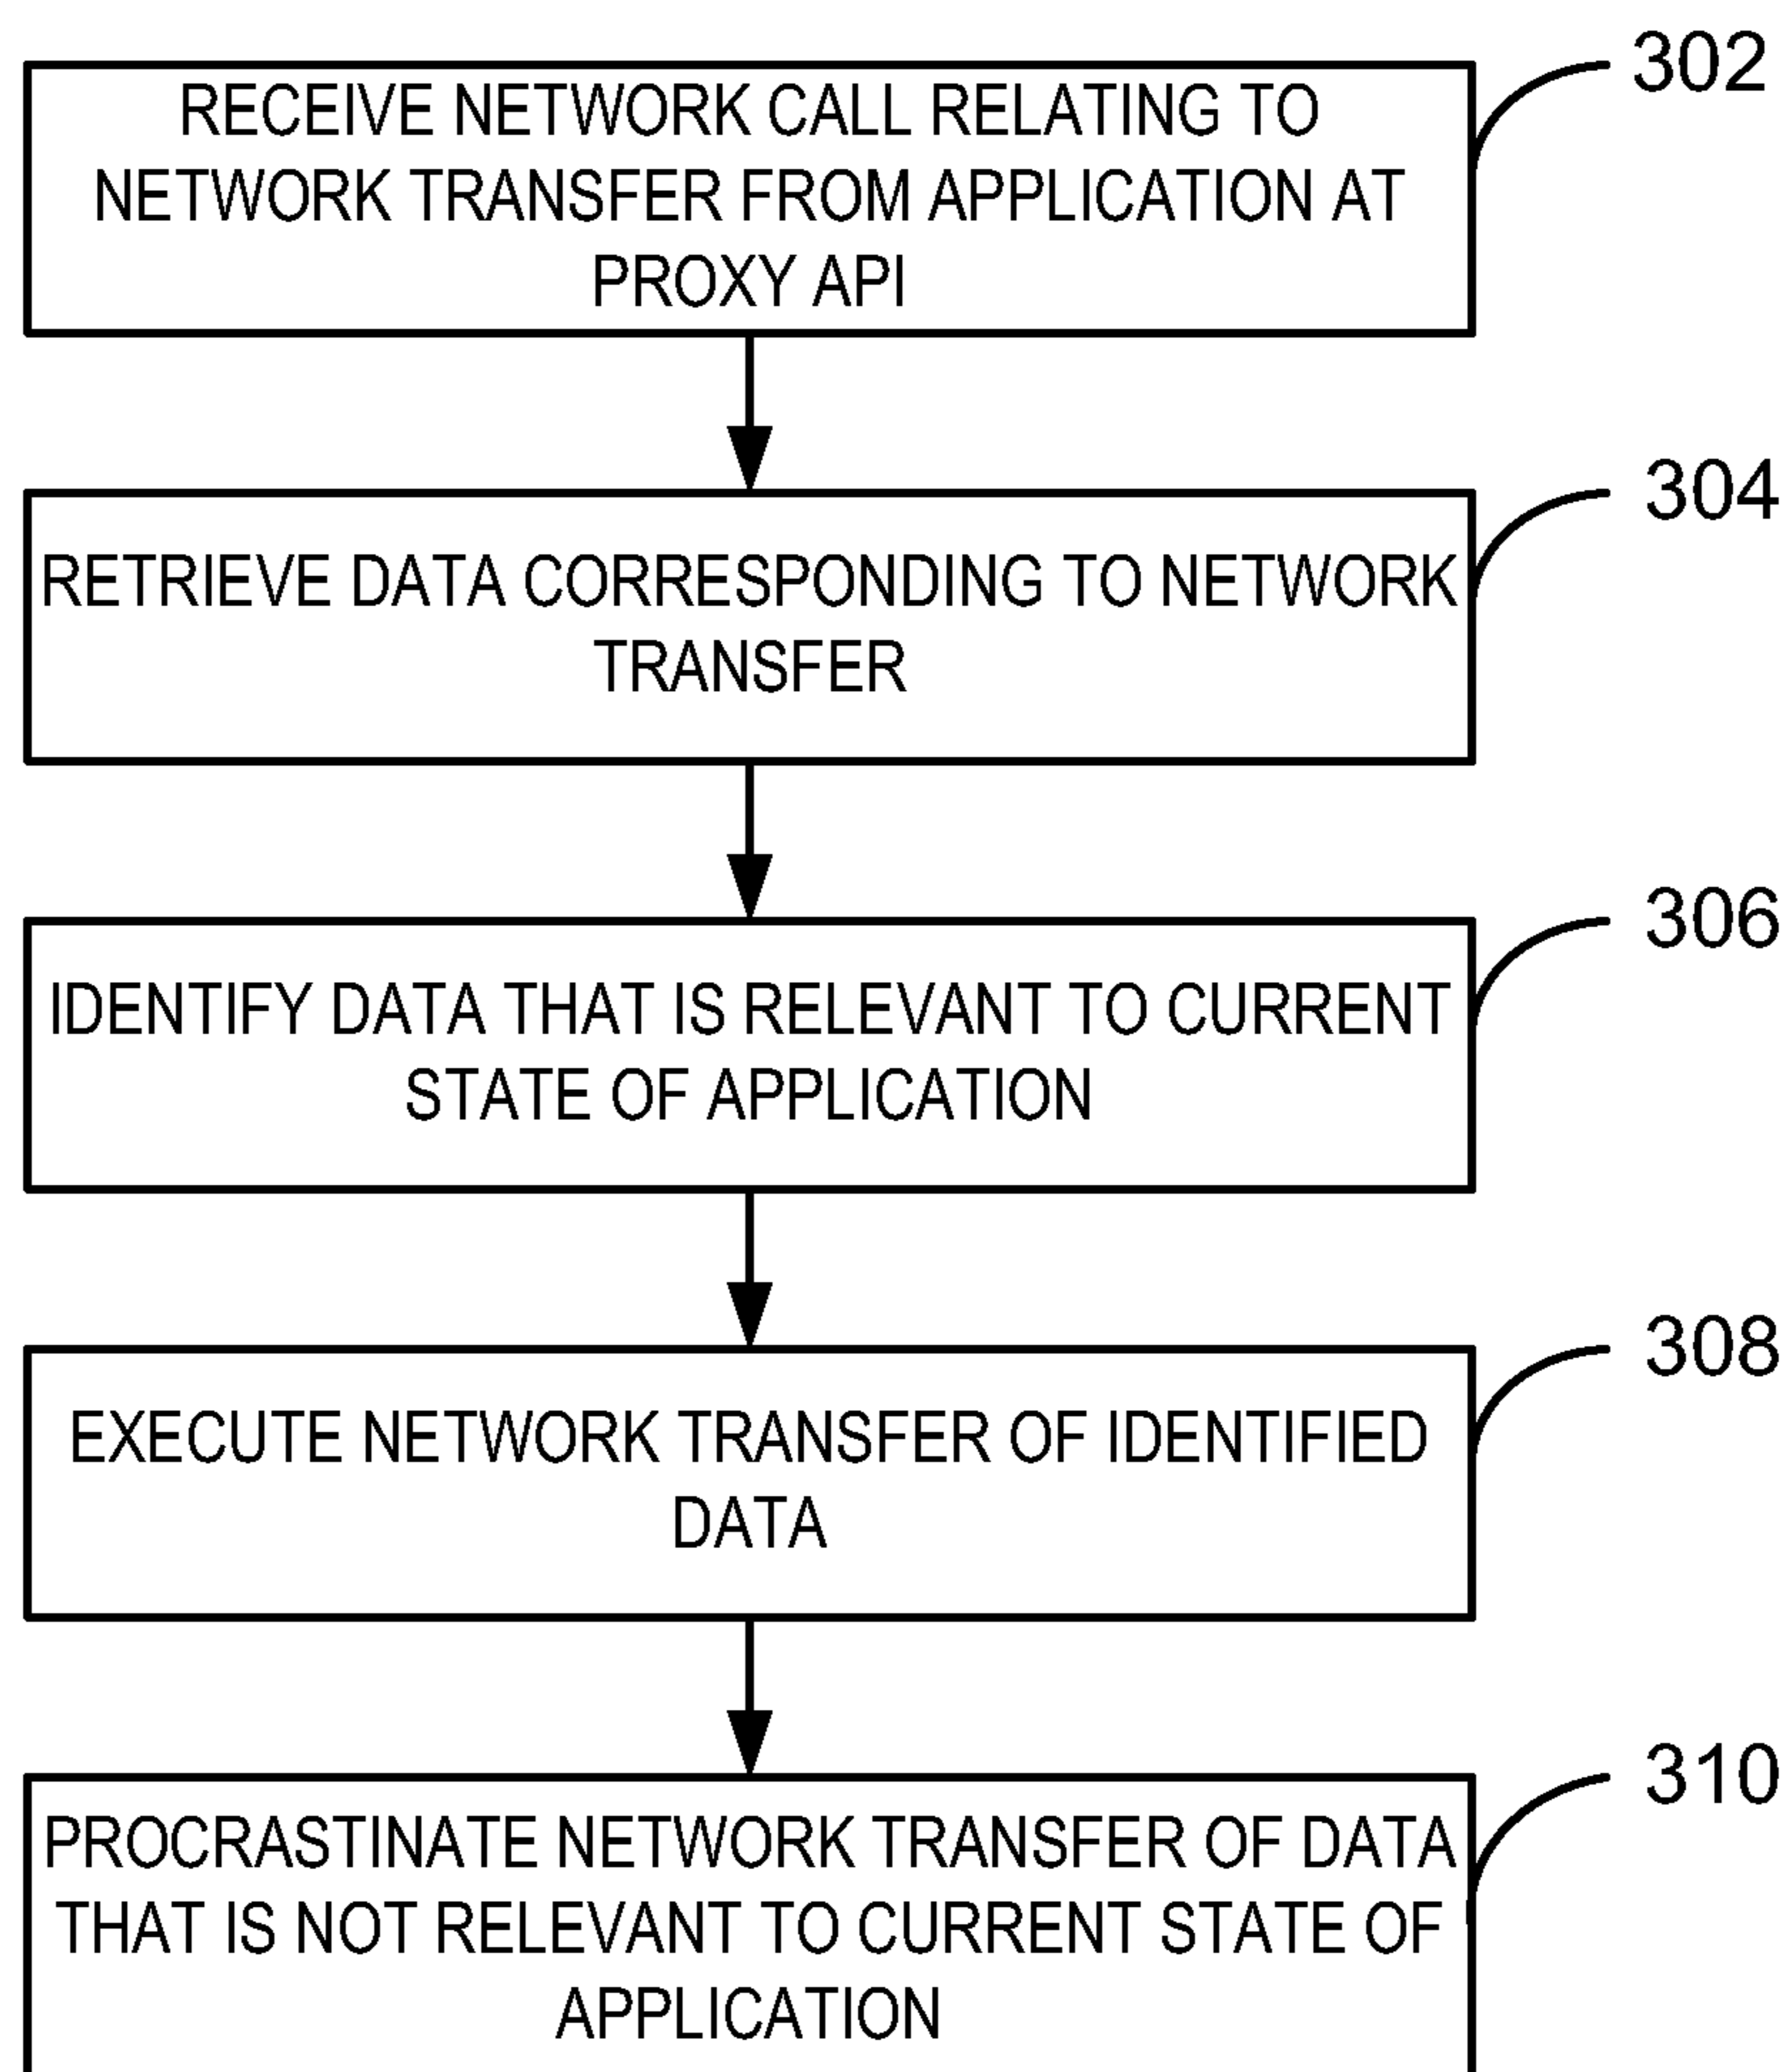 302
RECEIVE NETWORK CALL RELATING TO
NETWORK TRANSFER FROM APPLICATION AT
PROXY API
304
RETRIEVE DATA CORRESPONDING TO NETWORK
TRANSFER
306
IDENTIFY DATA THAT IS RELEVANT TO CURRENT
STATE OF APPLICATION
308
EXECUTE NETWORK TRANSFER OF IDENTIFIED
DATA
310
PROCRASTINATE NETWORK TRANSFER OF DATA
THAT IS NOT RELEVANT TO CURRENT STATE OF
APPLICATION